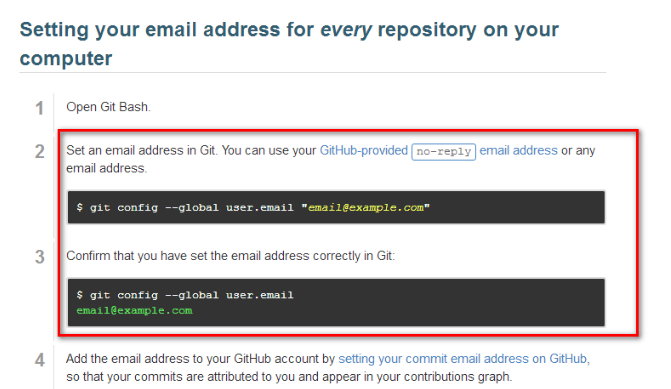 Setting your email address for every repository on your
computer
1 Open Git Bash.
2 Set an email address in Git. You can use your GitHub-provided no-reply email address or any
email address.
$ git config --global user.email "email@example.com"
3 Confirm that you have set the email address correctly in Git:
$ git config --global user.email
email@example.com
4 Add the email address to your GitHub account by setting your commit email address on GitHub,
so that your commits are attributed to you and appear in your contributions graph.